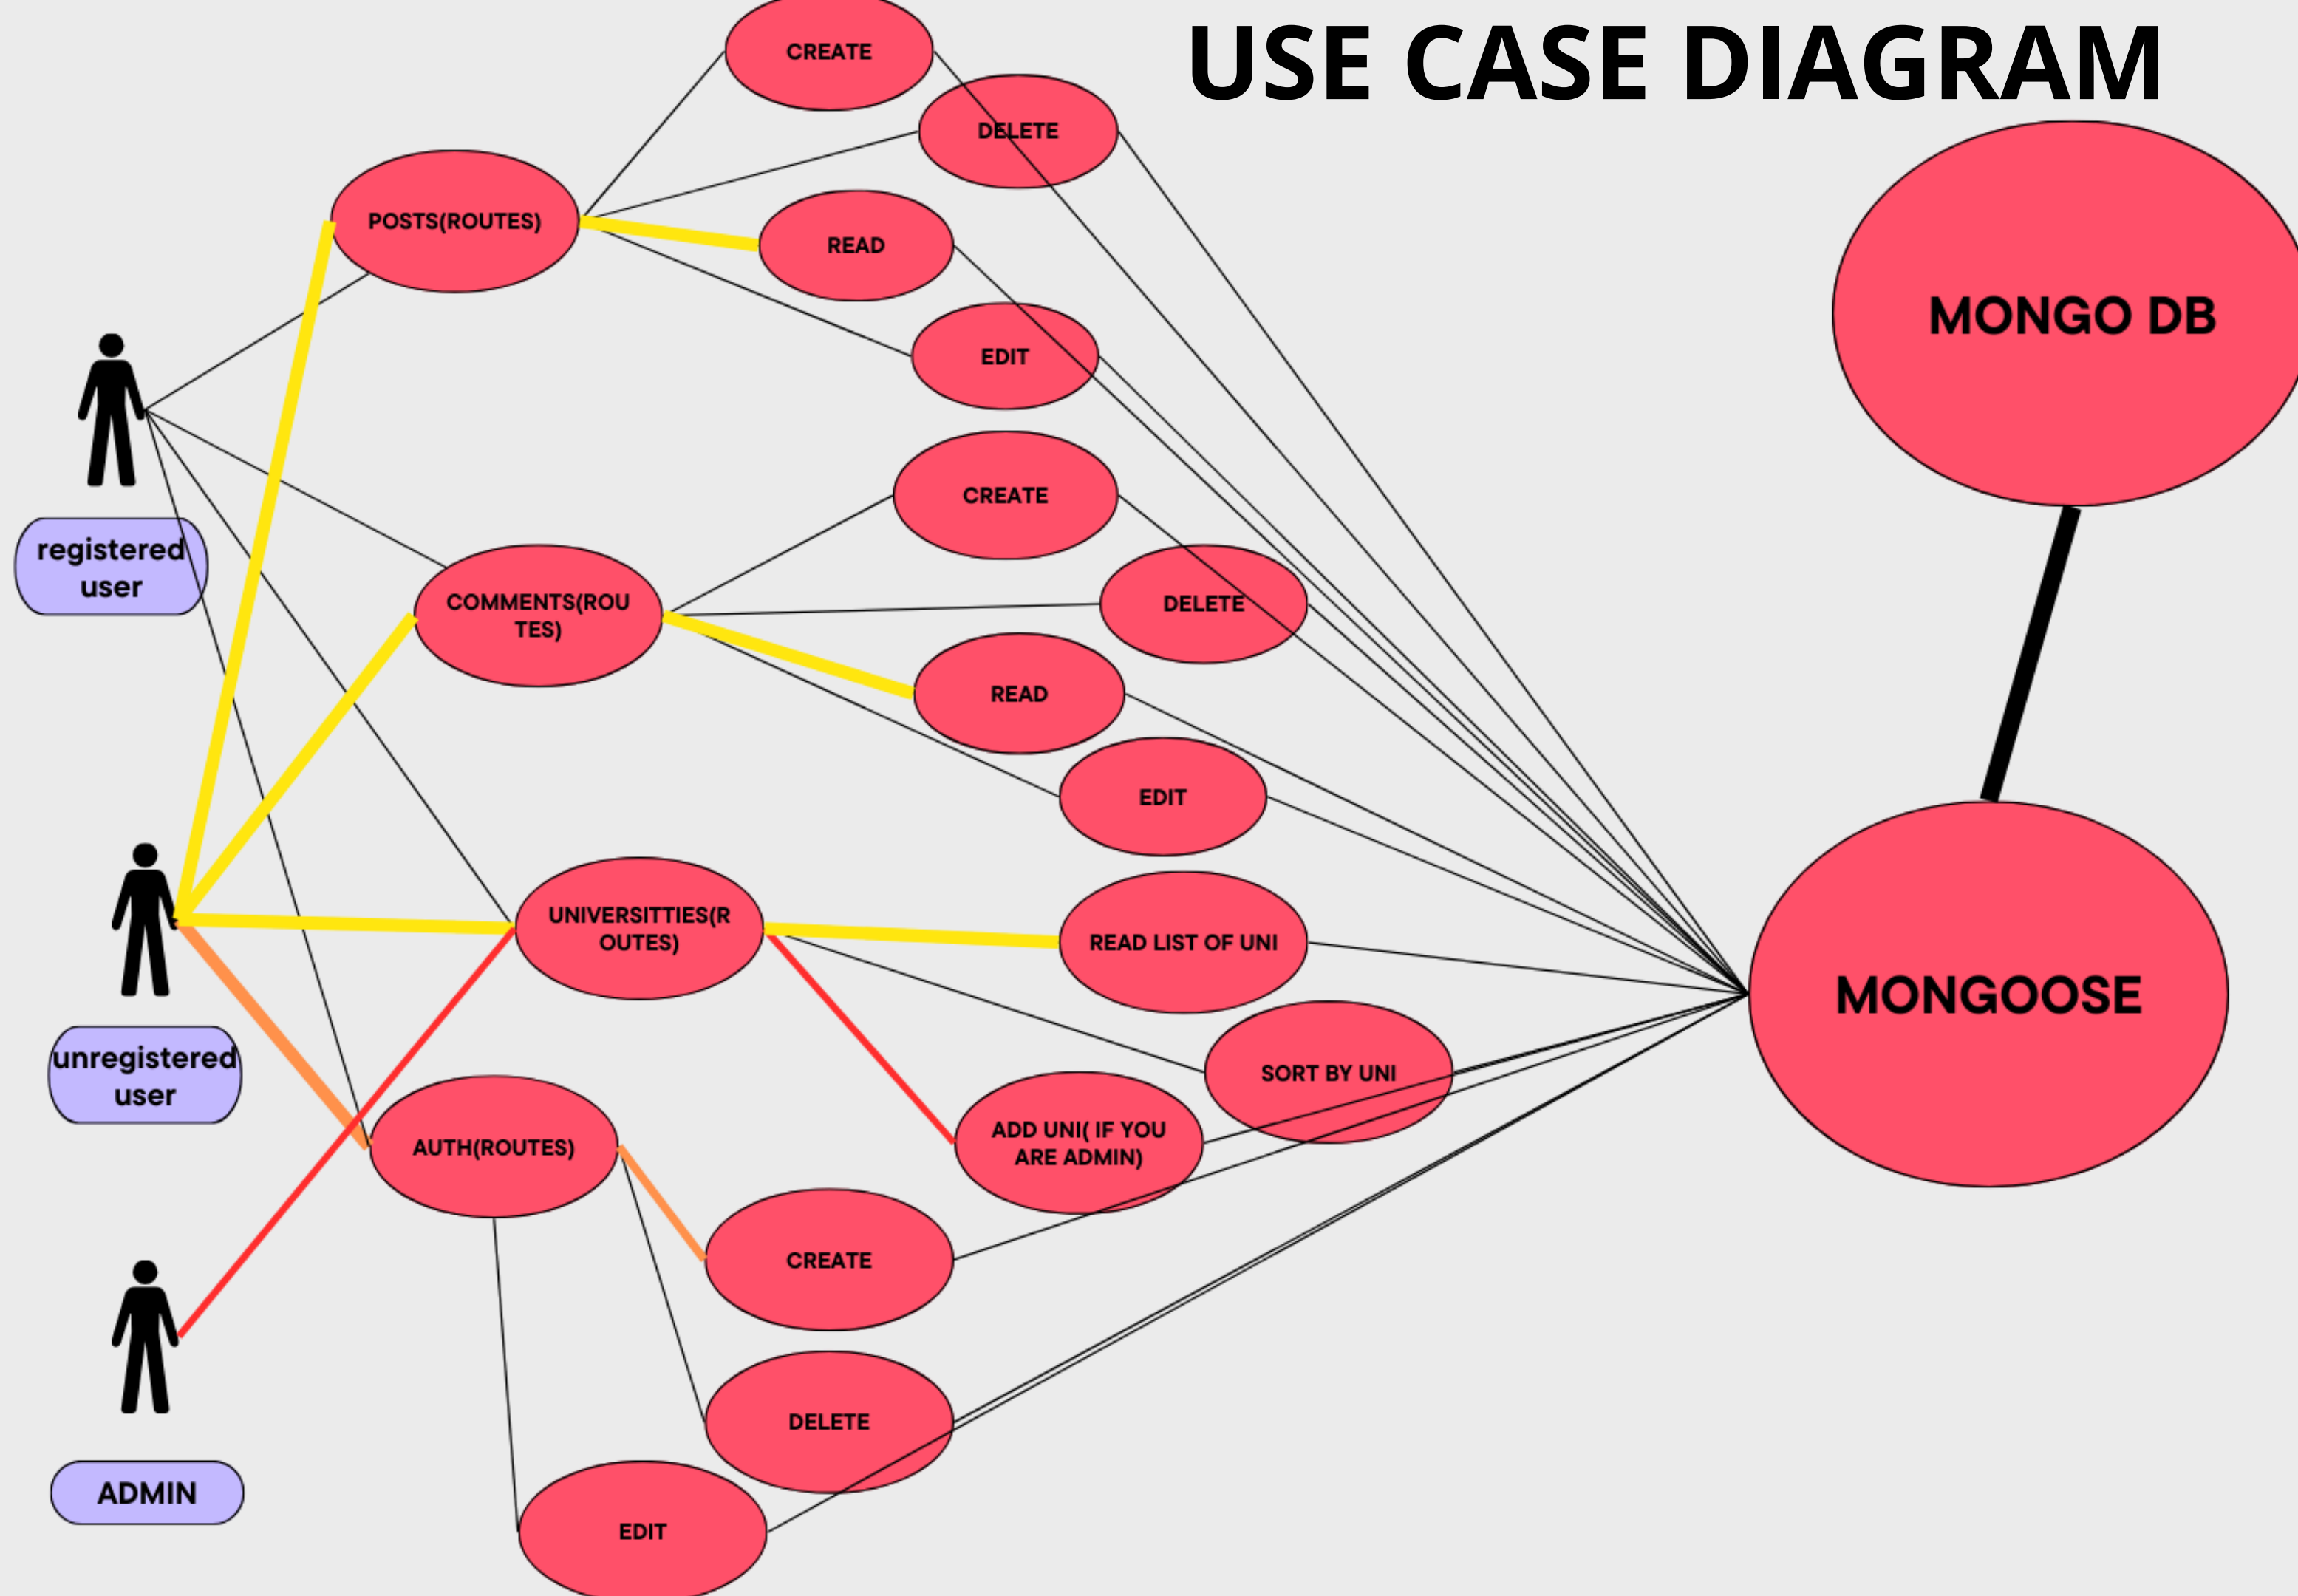 USE CASE DIAGRAM
CREATE
DELETE
POSTS(ROUTES)
READ
MONGO DB
EDIT
CREATE
registered
user
COMMENTS(ROU
TES)
DELETE
READ
EDIT
UNIVERSITTIES(R
OUTES)
READ LIST OF UNI
MONGOOSE
unregistered
user
SORT BY UNI
AUTH(ROUTES)
ADD UNI( IF YOU
ARE ADMIN)
CREATE
DELETE
ADMIN
EDIT